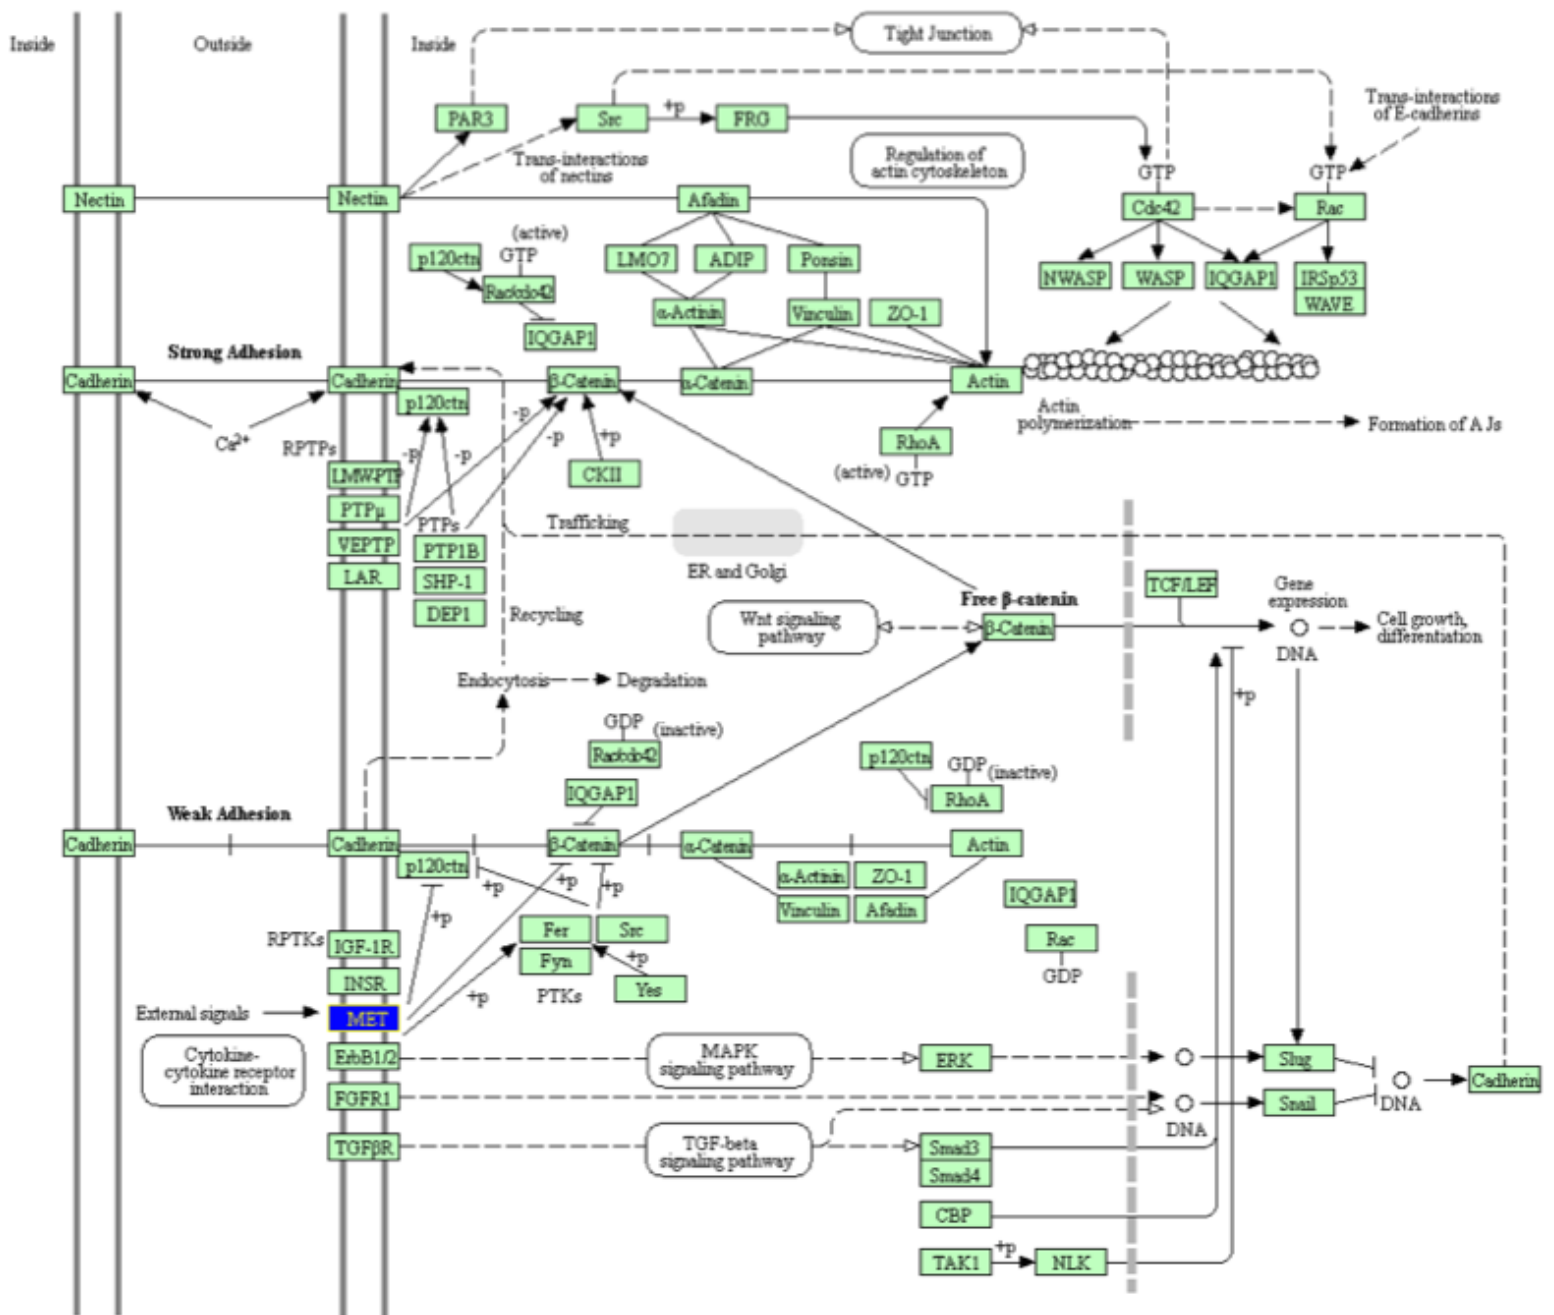 Inside
Outside
Inside
Tight Junction
PAR3
Src
+p
FRG
Trans-interactions
of E-cadherins
Trans-interactions
of nectins
Regulation of
actin cytoskeleton
GTP
GTP
Nectin
Nectin
Afadin
Cdc42
Rac
p120ctn
(active)
GTP
Rac/cdc42
IQGAP1
LMO7
ADIP
Ponsin
NWASP
WASP
IQGAP1
IRSp53
WAVE
α-Actinin
Vinculin
ZO-1
Strong Adhesion
Cadherin
Cadherin
β-Catenin
α-Catenin
Actin
p120ctn
Ca2+
RPTPs
-p
-p
-p
-p
+p
CKII
RhoA
(active)
GTP
Actin
polymerization
Formation of AJs
LMW-PTP
PTPμ
VEPTP
LAR
PTPs
PTP1B
SHP-1
DEP1
Trafficking
ER and Golgi
Recycling
Endocytosis
Degradation
Wnt signaling
pathway
Free β-catenin
β-Catenin
TCF/LEF
Gene
expression
DNA
Cell growth,
differentiation
+p
GDP
(inactive)
Rac/cdc42
IQGAP1
p120ctn
GDP
(inactive)
RhoA
Weak Adhesion
Cadherin
Cadherin
β-Catenin
α-Catenin
Actin
p120ctn
+p
+p
+p
+p
α-Actinin
ZO-1
Vinculin
Afadin
IQGAP1
Rac
GDP
Fer
Src
Fyn
+p
Yes
PTKs
+p
RPTKs
IGF-1R
INSR
External signals
MET
Cytokine-
cytokine receptor
interaction
ErbB1/2
FGFR1
TGFβR
MAPK
signaling pathway
ERK
TGF-beta
signaling pathway
DNA
Slug
Snail
DNA
Cadherin
Smad3
Smad4
CBP
TAK1
+p
NLK